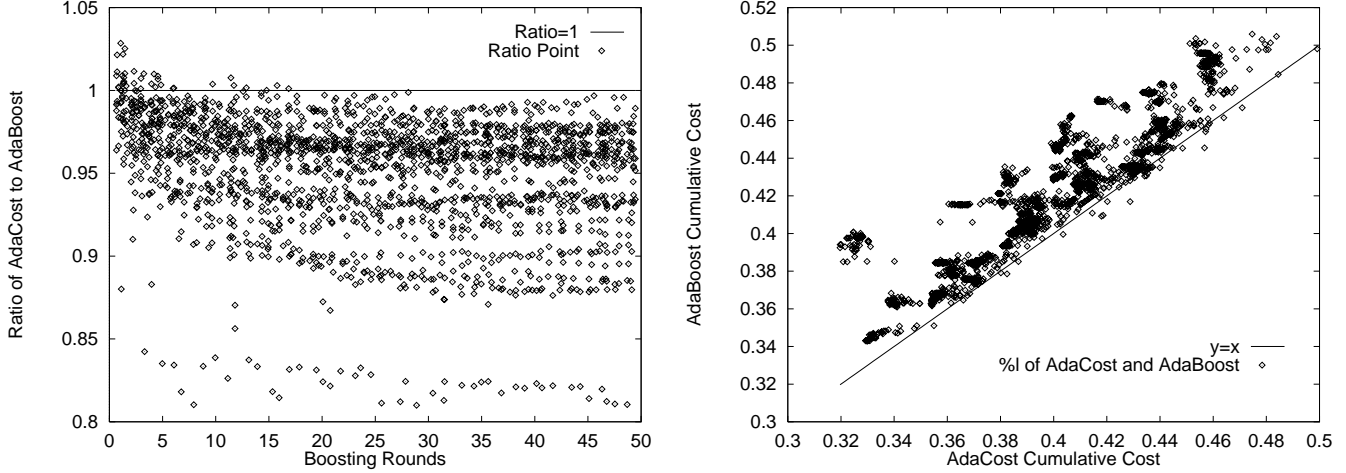 1.05
1
0.95
0.9
0.85
0.8
0 5 10 15 20 25 30 35 40 45 50
Ratio of AdaCost to AdaBoost
Boosting Rounds
Ratio=1
Ratio Point
0.52
0.5
0.48
0.46
0.44
0.42
0.4
0.38
0.36
0.34
0.32
0.3
0.3 0.32 0.34 0.36 0.38 0.4 0.42 0.44 0.46 0.48 0.5
AdaBoost Cumulative Cost
AdaCost Cumulative Cost
y=x
%l of AdaCost and AdaBoost